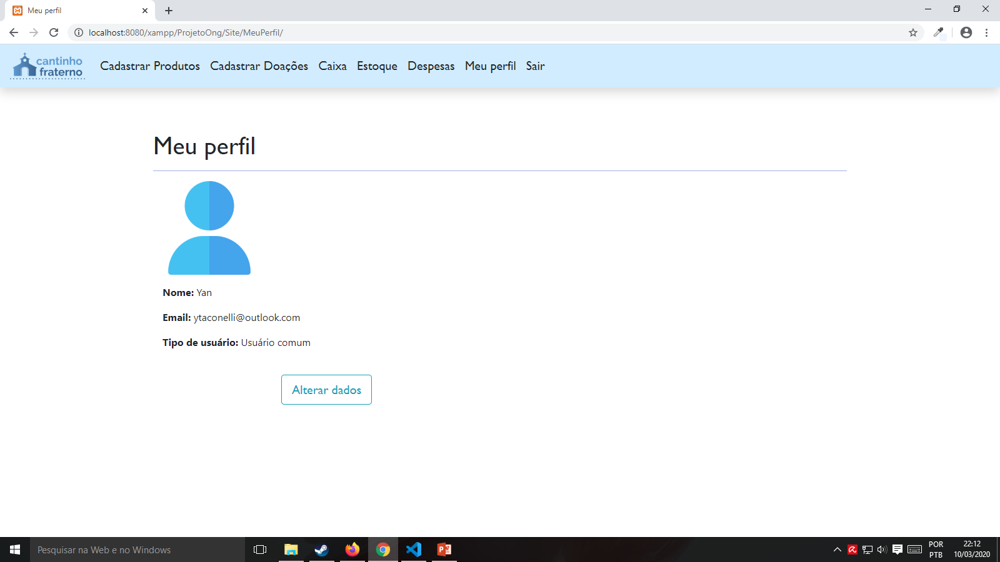 Meu perfil
localhost:8080/xampp/ProjetoOng/Site/MeuPerfil/
cantinho
fraterno
Cadastrar Produtos Cadastrar Doações Caixa Estoque Despesas Meu perfil Sair
Meu perfil
Nome: Yan
Email: ytaconelli@outlook.com
Tipo de usuário: Usuário comum
Alterar dados
Pesquisar na Web e no Windows
POR
PTB
22:12
10/03/2020